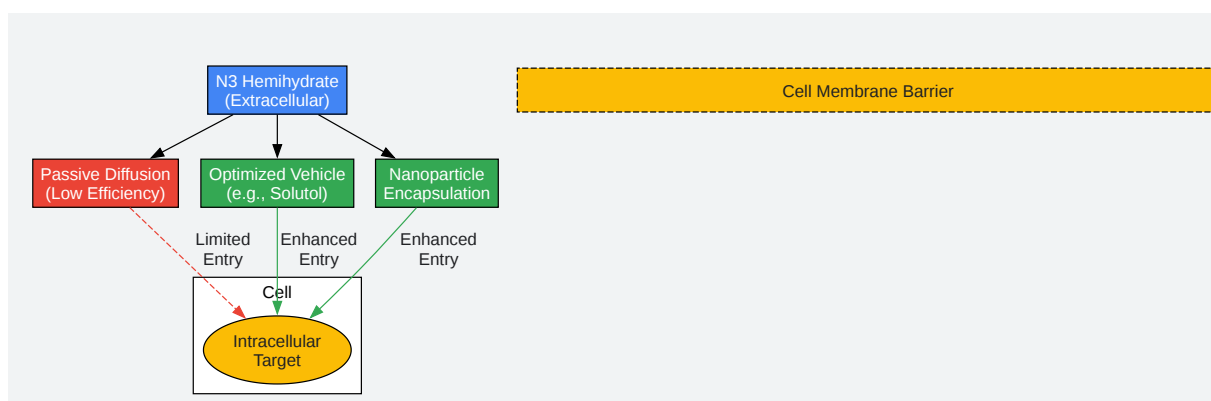 N3 Hemihydrate
(Extracellular)
Cell Membrane Barrier
Passive Diffusion
(Low Efficiency)
Optimized Vehicle
(e.g., Solutol)
Nanoparticle
Encapsulation
Limited
Entry
Enhanced
Entry
Enhanced
Entry
Cell
Intracellular
Target